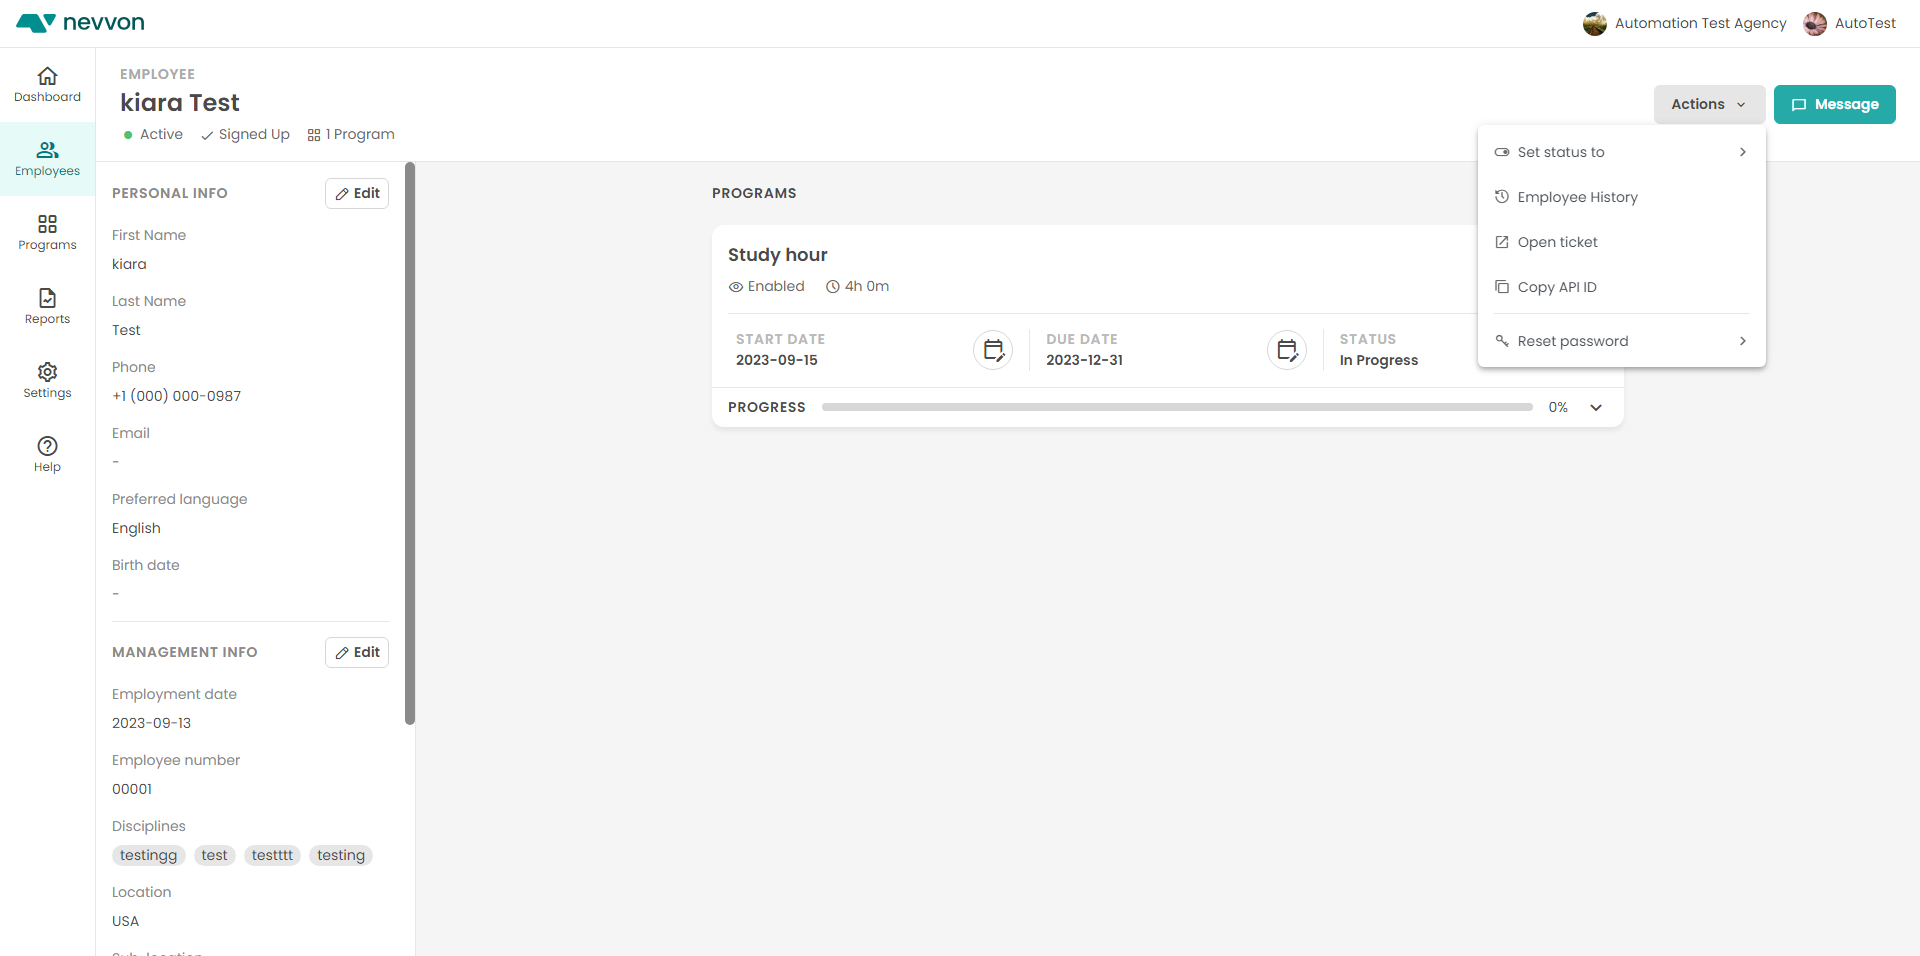 nevvon
Automation Test Agency
AutoTest
Dashboard
Employees
Programs
Reports
Settings
Help
EMPLOYEE
kiara Test
Active
Signed Up
1 Program
Actions
Message
Set status to
Employee History
Open ticket
Copy API ID
Reset password
PERSONAL INFO
Edit
First Name
kiara
Last Name
Test
Phone
+1 (000) 000-0987
Email
-
Preferred language
English
Birth date
-
MANAGEMENT INFO
Edit
Employment date
2023-09-13
Employee number
00001
Disciplines
testingg test testttt testing
Location
USA
Sub-location
PROGRAMS
Study hour
Enabled 4h 0m
START DATE
2023-09-15
DUE DATE
2023-12-31
STATUS
In Progress
PROGRESS 0%